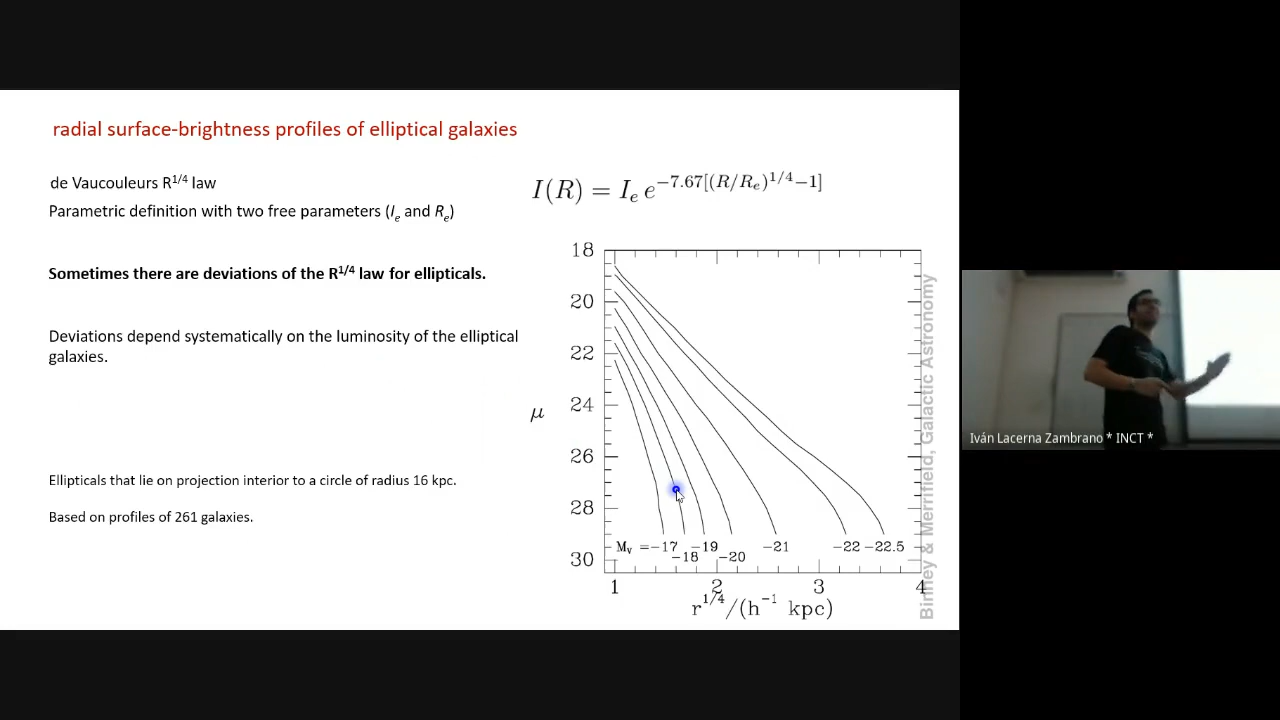 radial surface-brightness profiles of elliptical galaxies
de Vaucouleurs R^1/4 law
Parametric definition with two free parameters (I_e and R_e)
I(R) = I_e e^−7.67[(R/R_e)^1/4−1]
Sometimes there are deviations of the R^1/4 law for ellipticals.
Deviations depend systematically on the luminosity of the elliptical
galaxies.
Ellipticals that lie on projection interior to a circle of radius 16 kpc.
Based on profiles of 261 galaxies.
18
20
22
24
26
28
30
μ
M_V =−17 −19 −21 −22 −22.5
−18 −20
1 2 3 4
r^1/4/(h^−1 kpc)
Binney & Merrifield, Galactic Astronomy
Iván Lacerna Zambrano * INCT *